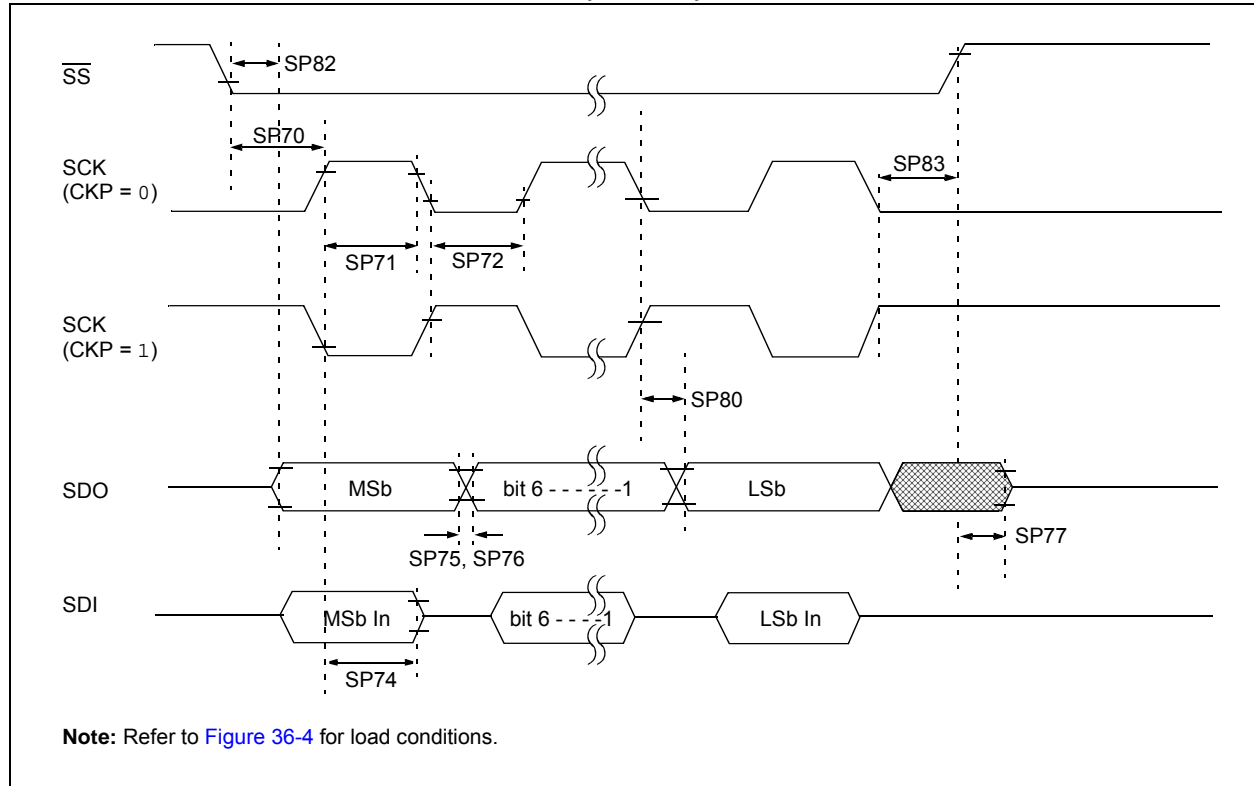 SS
SP82
SP70
SCK
(CKP = 0)
SP83
SP71
SP72
SCK
(CKP = 1)
SP80
SDO
MSb
bit 6 - - - - - -1
LSb
SP75, SP76
SP77
SDI
MSb In
bit 6 - - - -1
LSb In
SP74
Note: Refer to Figure 36-4 for load conditions.